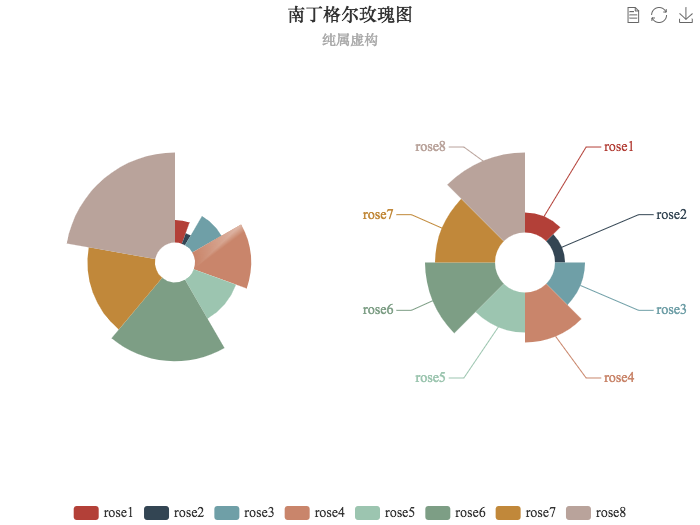 南丁格尔玫瑰图
纯属虚构
rose8
rose1
rose7
rose2
rose6
rose3
rose5
rose4
rose1 rose2 rose3 rose4 rose5 rose6 rose7 rose8